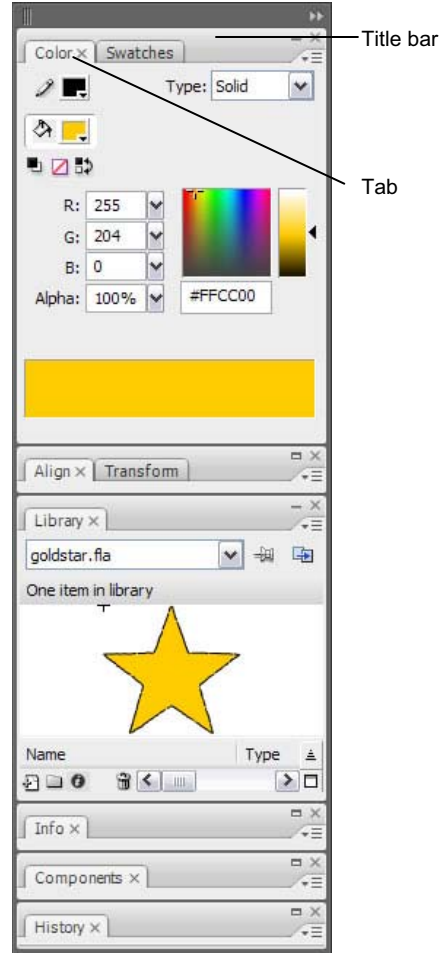 Title bar
Color Swatches
Type: Solid
Tab
R: 255
G: 204
B: 0
Alpha: 100% #FFCC00
Align Transform
Library
goldstar.fla
One item in library
Name Type
Info
Components
History